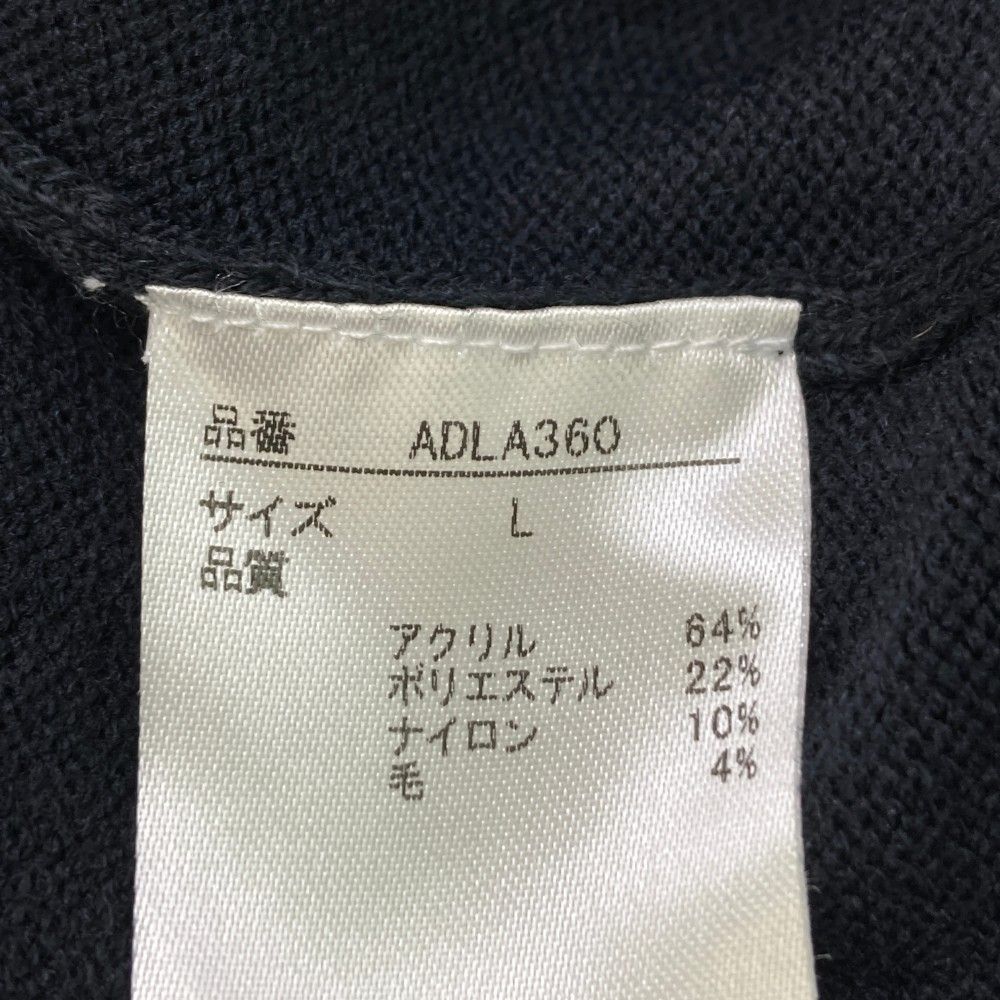 品番 ADLA360
サイズ L
品質
アクリル 64%
ポリエステル 22%
ナイロン 10%
毛 4%